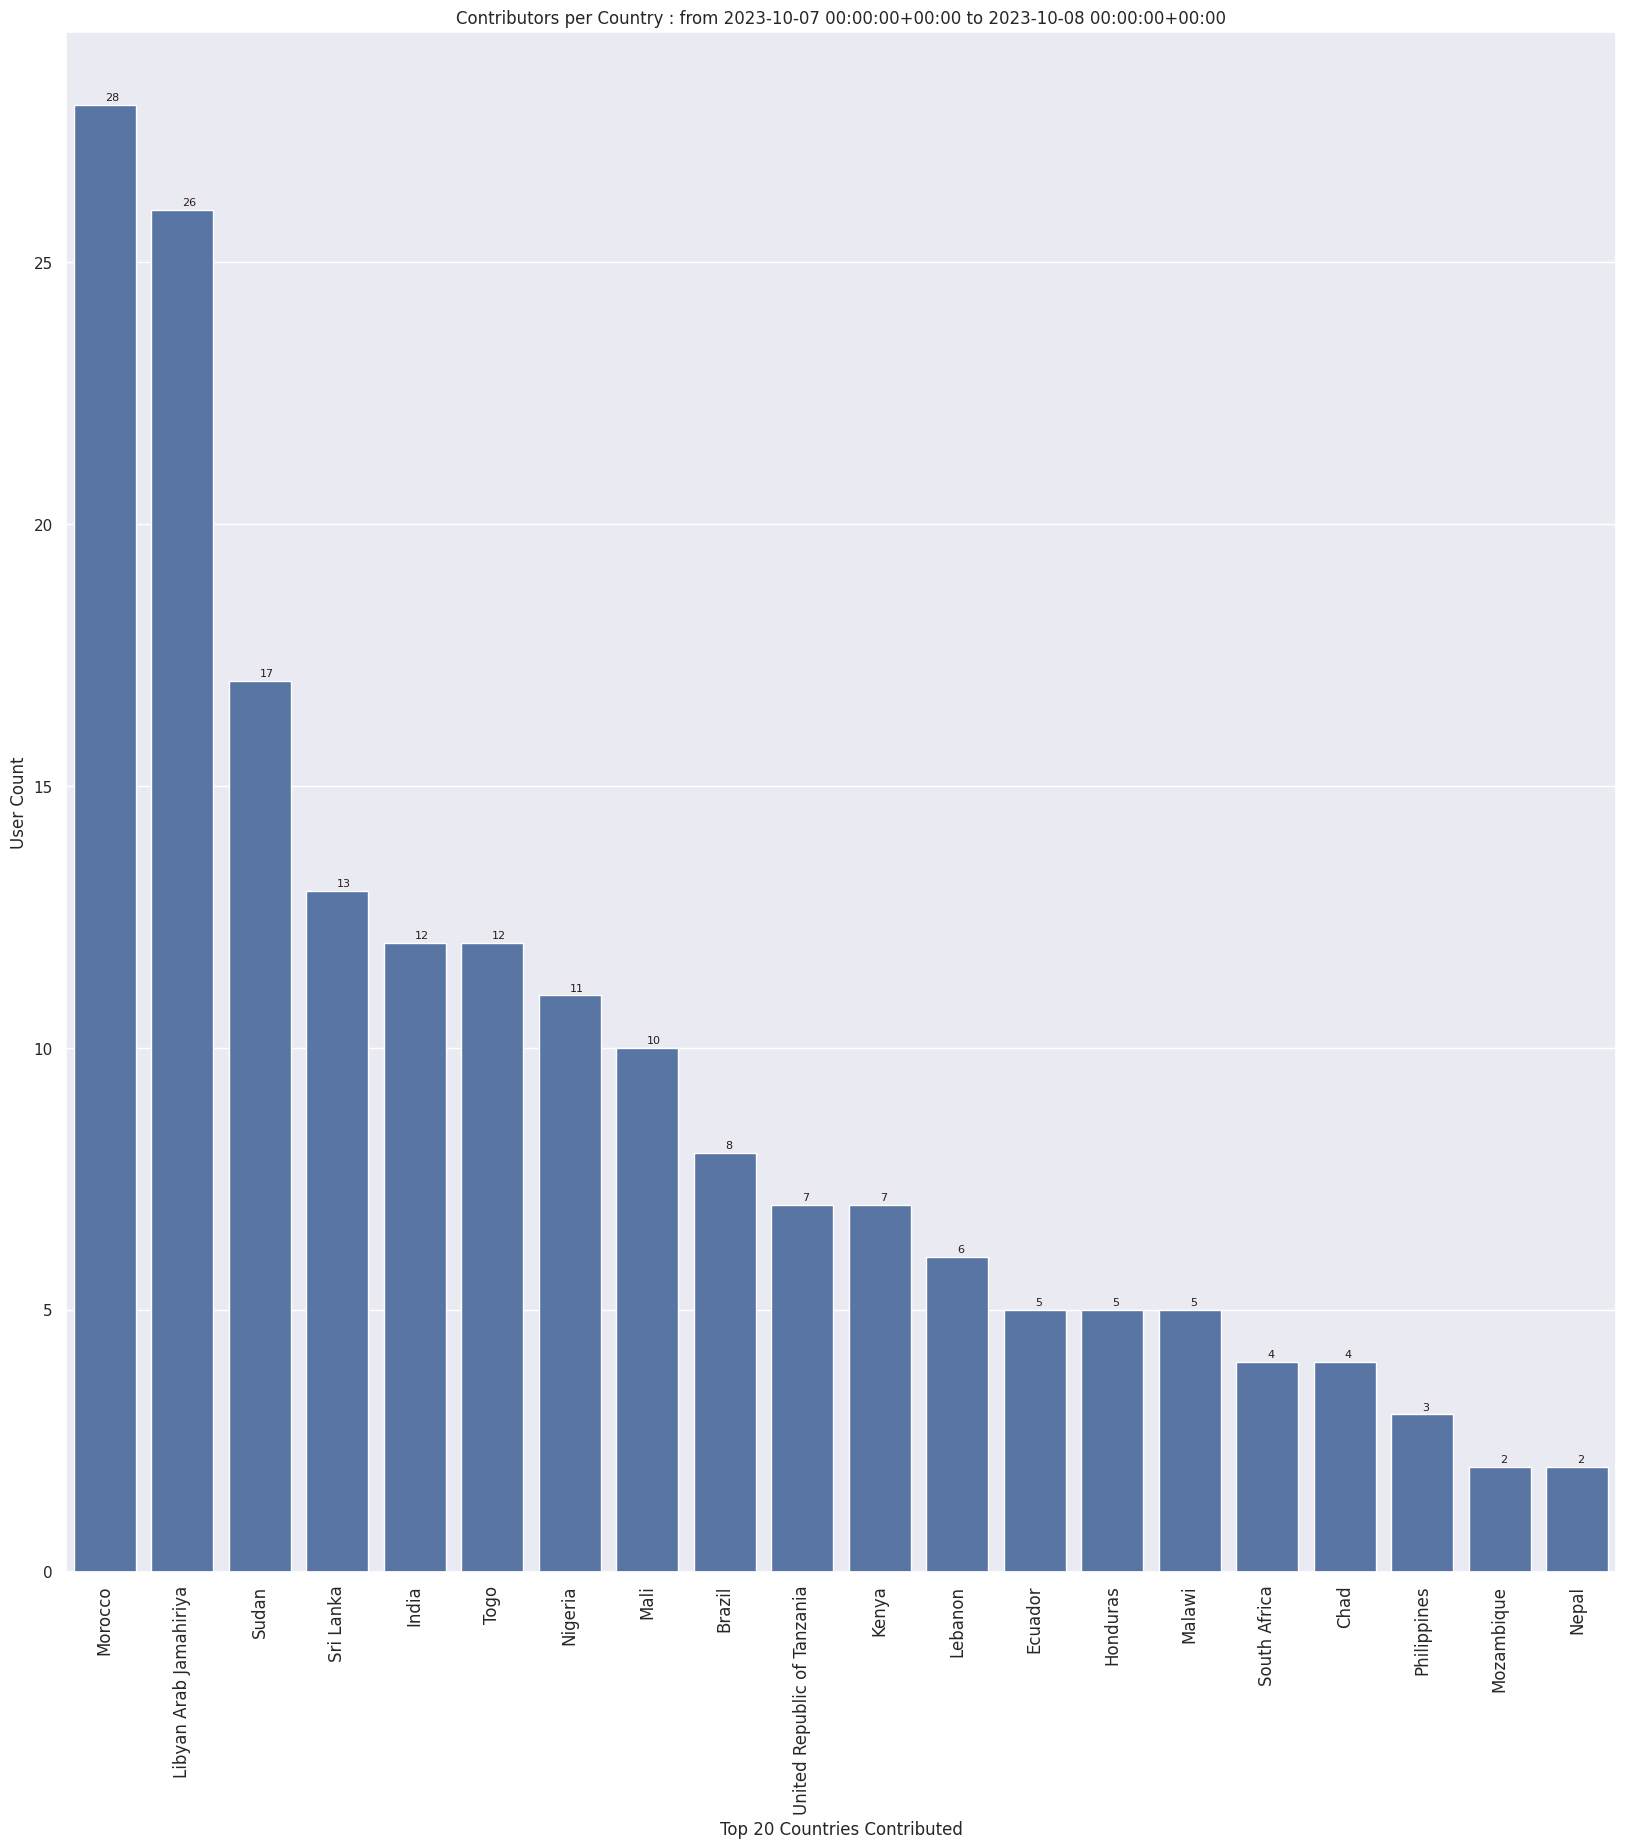 Contributors per Country : from 2023-10-07 00:00:00+00:00 to 2023-10-08 00:00:00+00:00
User Count
25
20
15
10
5
0
28
26
17
13
12
12
11
10
8
7
7
6
5
5
5
4
4
3
2
2
Morocco
Libyan Arab Jamahiriya
Sudan
Sri Lanka
India
Togo
Nigeria
Mali
Brazil
United Republic of Tanzania
Kenya
Lebanon
Ecuador
Honduras
Malawi
South Africa
Chad
Philippines
Mozambique
Nepal
Top 20 Countries Contributed